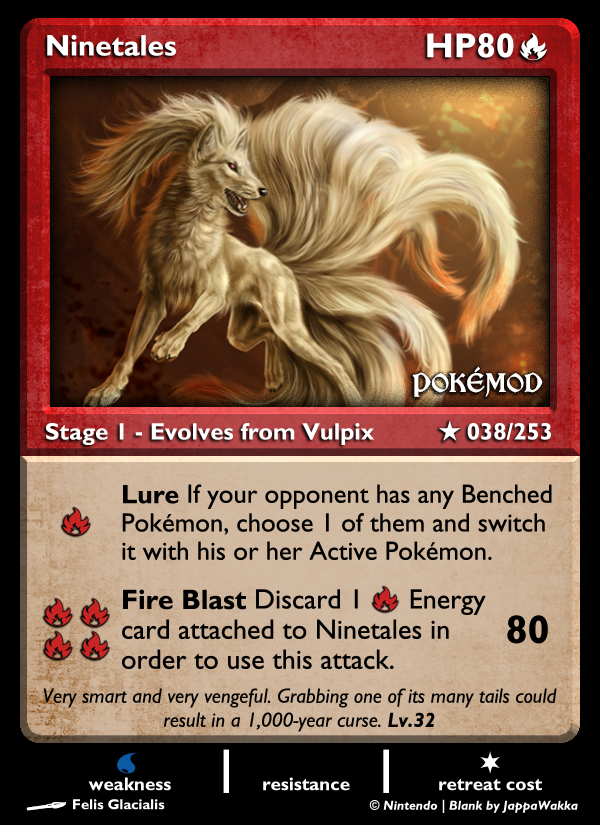 Ninetales HP80
POKÉMOD
Stage 1 - Evolves from Vulpix ★ 038/253
Lure If your opponent has any Benched
Pokémon, choose 1 of them and switch
it with his or her Active Pokémon.
Fire Blast Discard 1 Energy
card attached to Ninetales in
order to use this attack.
80
Very smart and very vengeful. Grabbing one of its many tails could
result in a 1,000-year curse. Lv.32
weakness resistance retreat cost
Felis Glacialis © Nintendo | Blank by JappaWakka